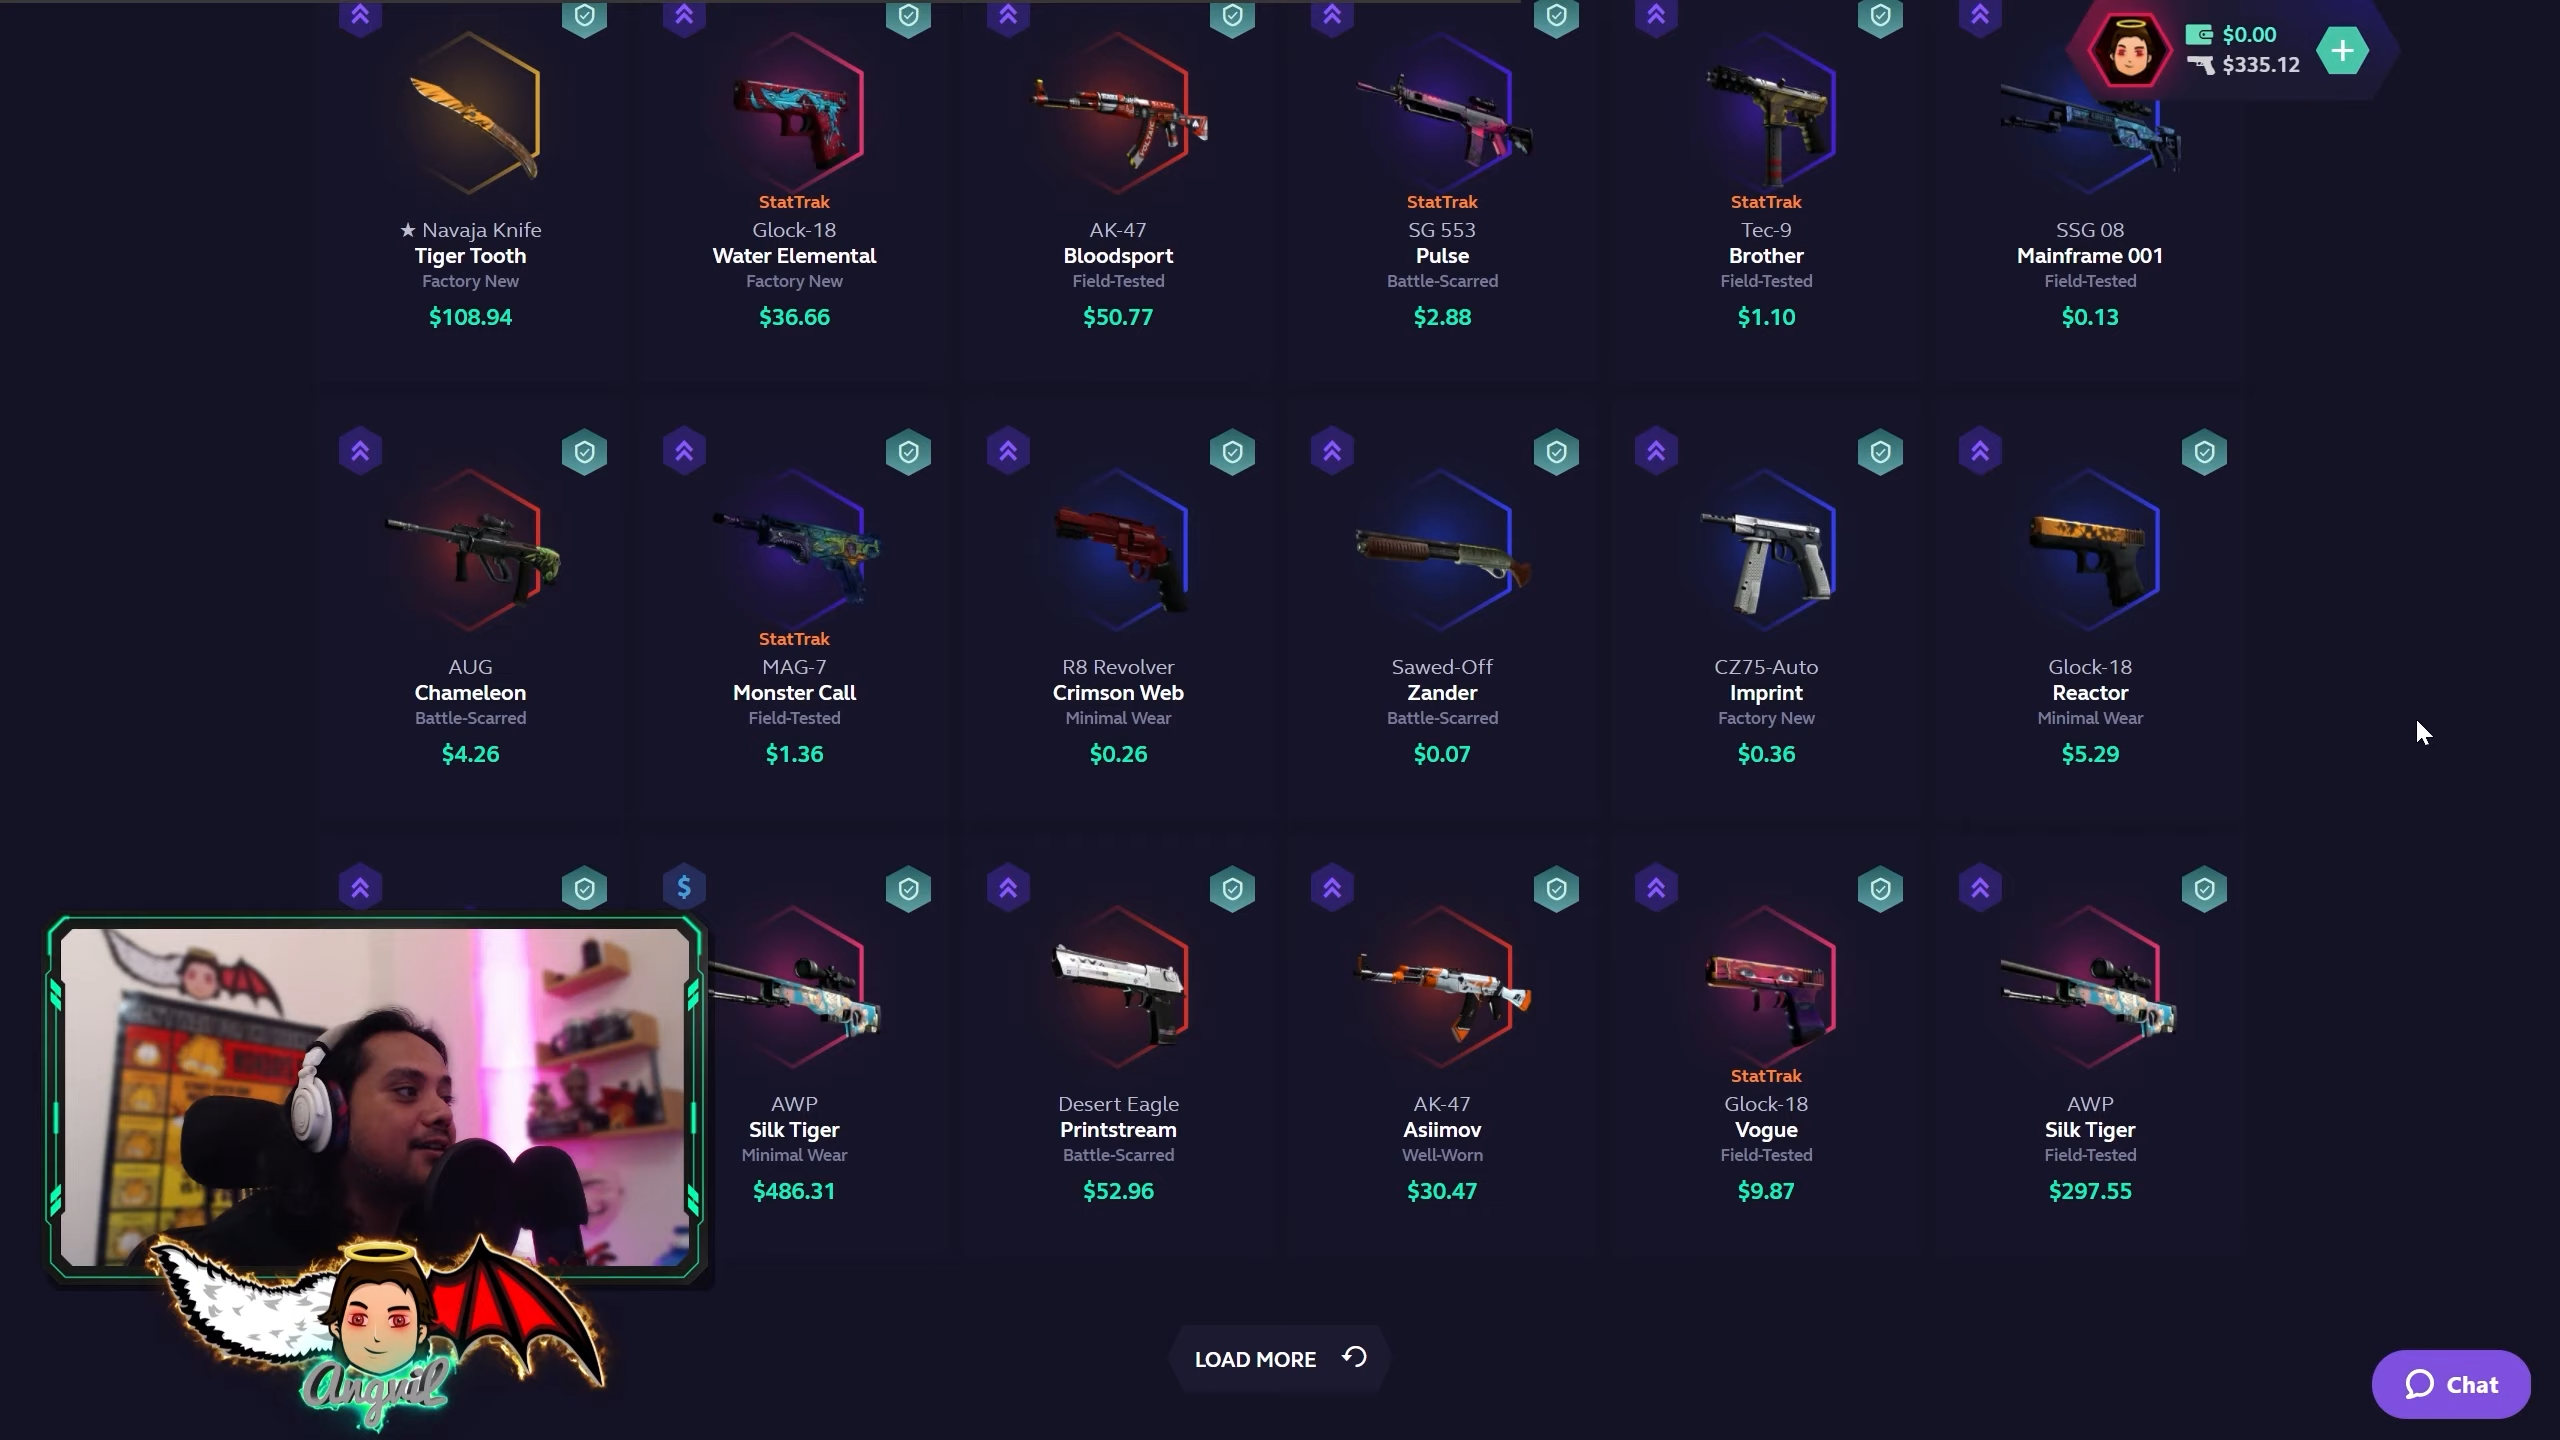 $0.00
$335.12
StatTrak
StatTrak
StatTrak
★ Navaja Knife
Glock-18
AK-47
SG 553
Tec-9
SSG 08
Tiger Tooth
Water Elemental
Bloodsport
Pulse
Brother
Mainframe 001
Factory New
Factory New
Field-Tested
Battle-Scarred
Field-Tested
Field-Tested
$108.94
$36.66
$50.77
$2.88
$1.10
$0.13
StatTrak
AUG
MAG-7
R8 Revolver
Sawed-Off
CZ75-Auto
Glock-18
Chameleon
Monster Call
Crimson Web
Zander
Imprint
Reactor
Battle-Scarred
Field-Tested
Minimal Wear
Battle-Scarred
Factory New
Minimal Wear
$4.26
$1.36
$0.26
$0.07
$0.36
$5.29
$
StatTrak
AWP
Desert Eagle
AK-47
Glock-18
AWP
Silk Tiger
Printstream
Asiimov
Vogue
Silk Tiger
Minimal Wear
Battle-Scarred
Well-Worn
Field-Tested
Field-Tested
$486.31
$52.96
$30.47
$9.87
$297.55
Angvil
LOAD MORE
Chat